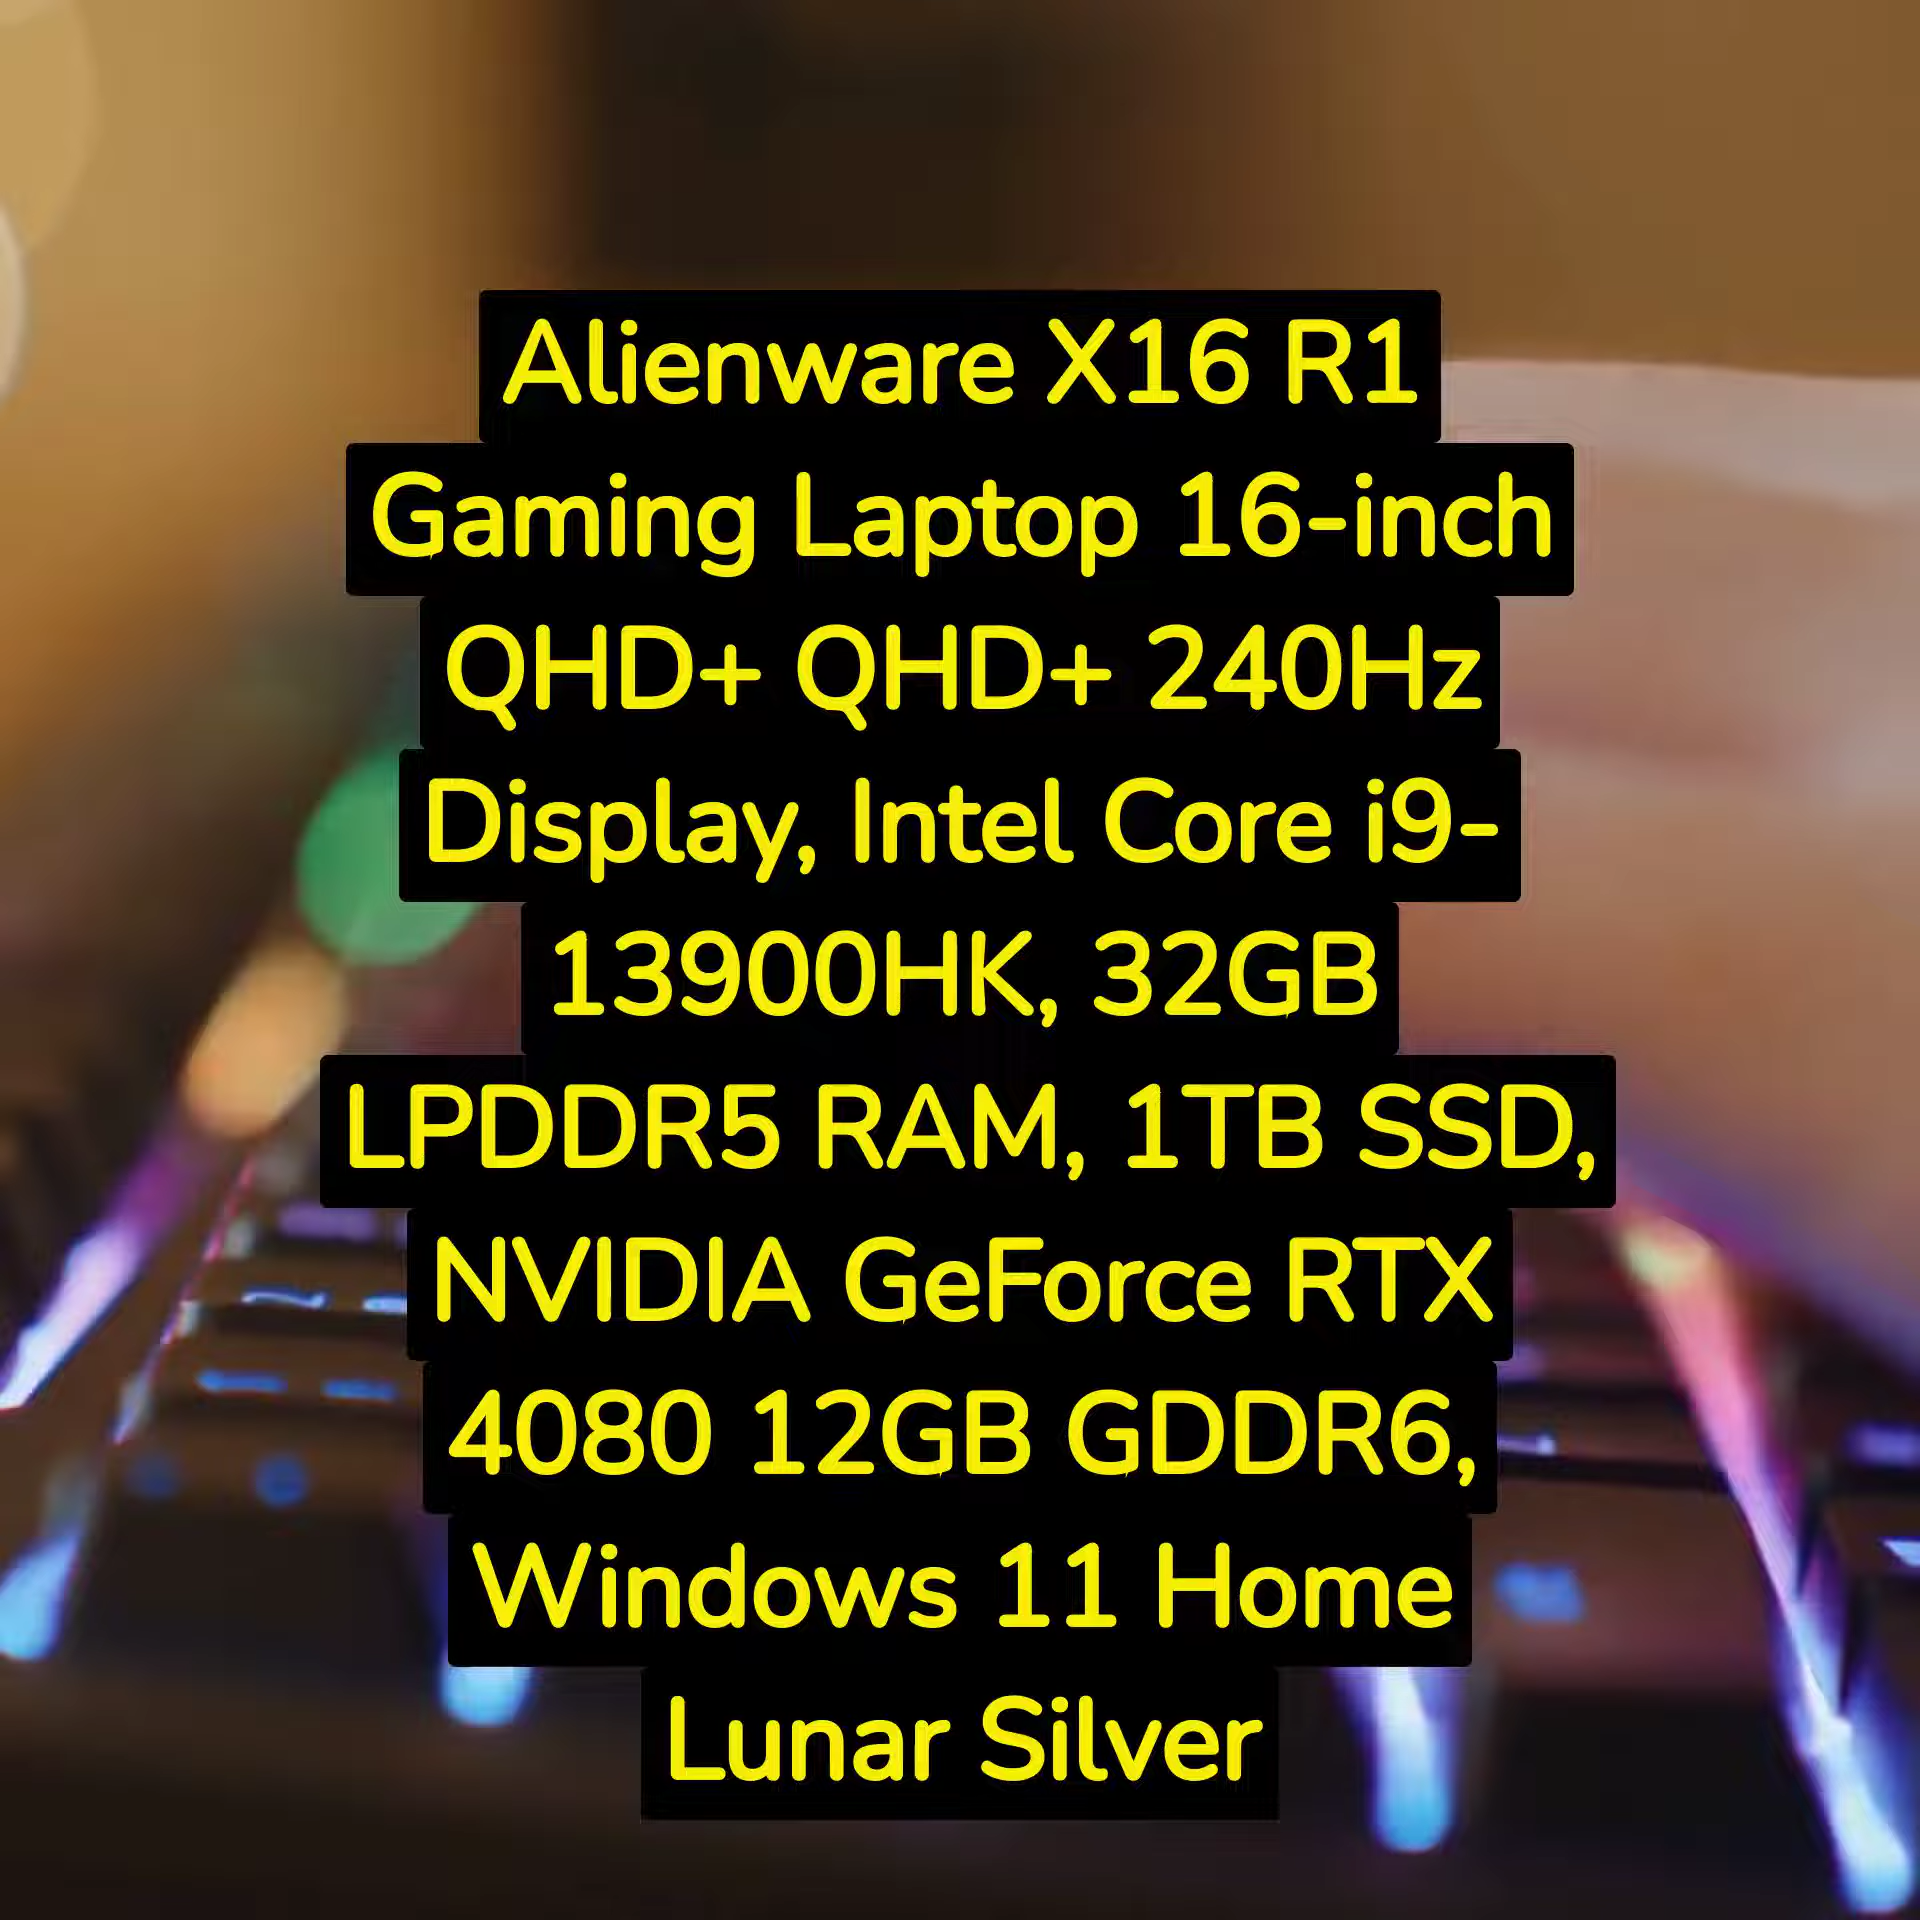 Alienware X16 R1
Gaming Laptop 16-inch
QHD+ QHD+ 240Hz
Display, Intel Core i9-
13900HK, 32GB
LPDDR5 RAM, 1TB SSD,
NVIDIA GeForce RTX
4080 12GB GDDR6,
Windows 11 Home
Lunar Silver